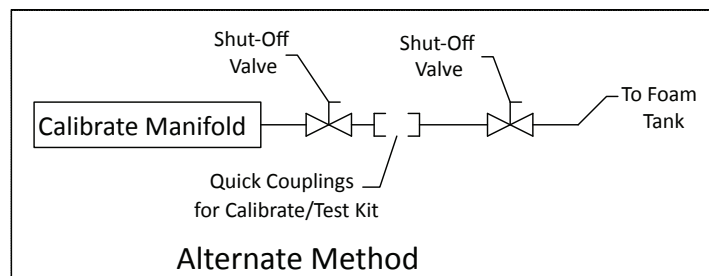 Shut-Off
Valve
Shut-Off
Valve
Calibrate Manifold
To Foam
Tank
Quick Couplings
for Calibrate/Test Kit
Alternate Method